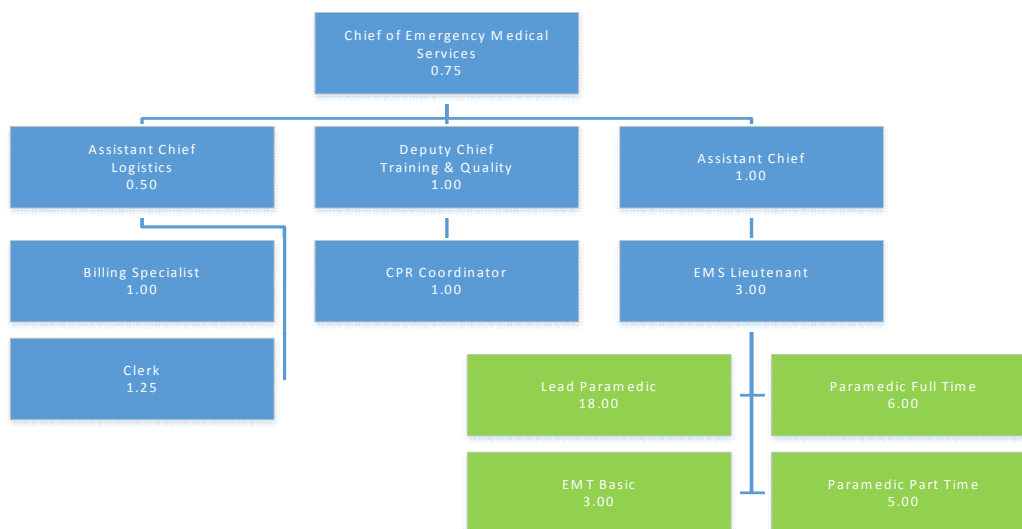 Chief of Emergency Medical
Services
0.75
Assistant Chief
Logistics
0.50
Deputy Chief
Training & Quality
1.00
Assistant Chief
1.00
Billing Specialist
1.00
CPR Coordinator
1.00
EMS Lieutenant
3.00
Clerk
1.25
Lead Paramedic
18.00
Paramedic Full Time
6.00
EMT Basic
3.00
Paramedic Part Time
5.00